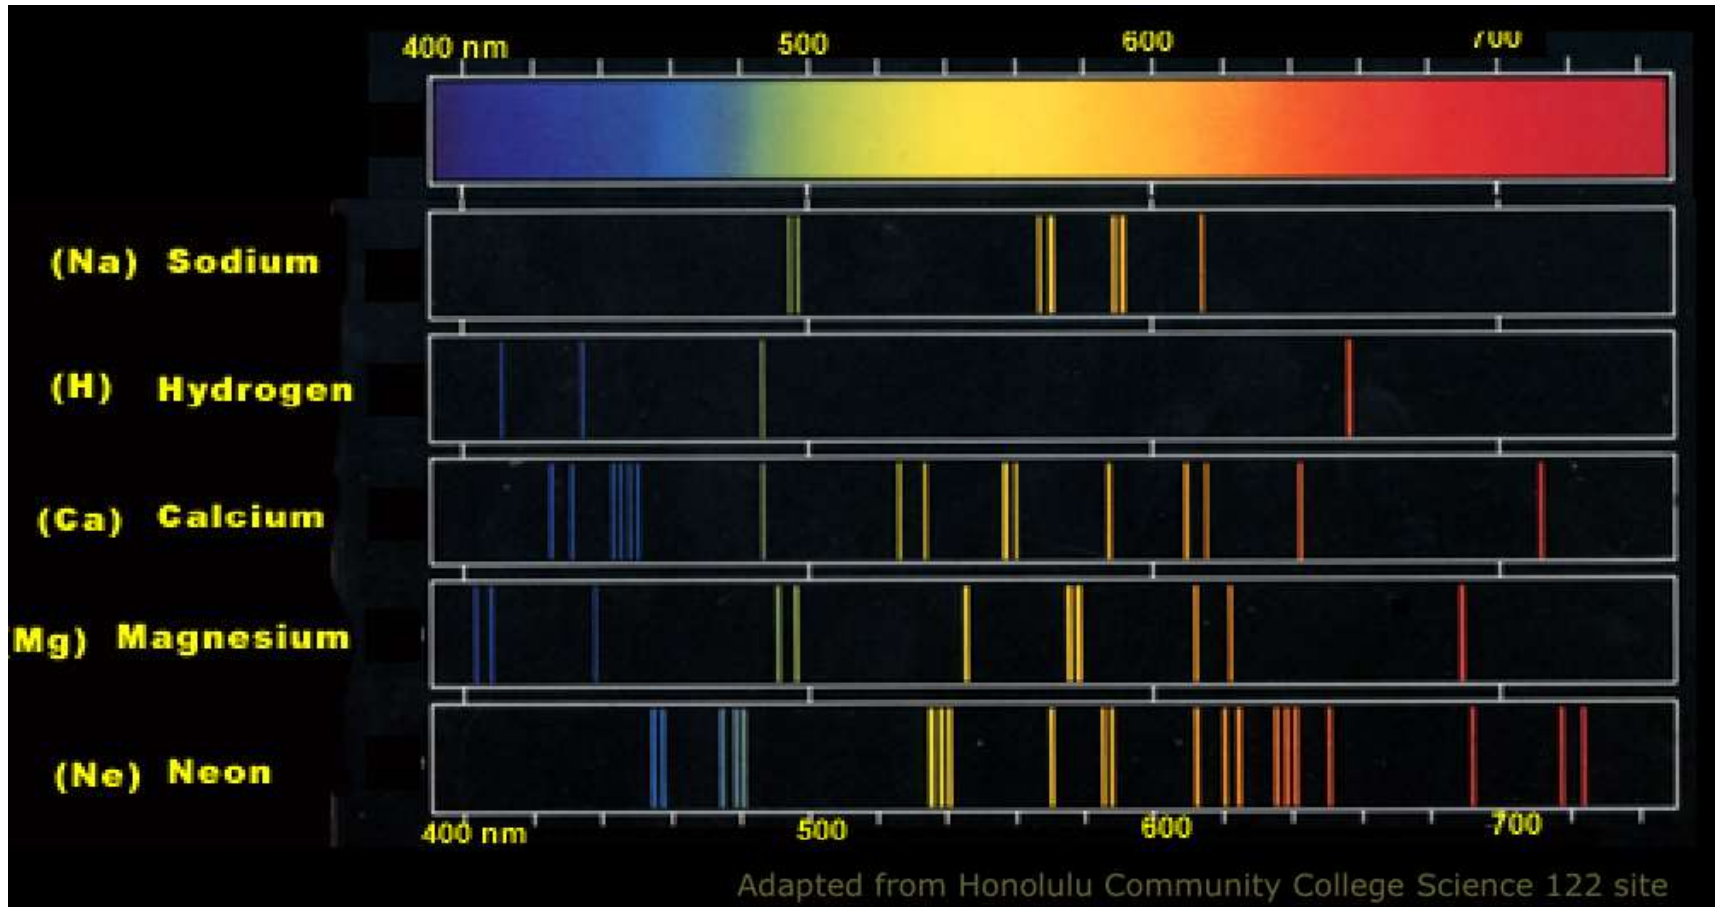 400 nm 500 600 700
(Na) Sodium
(H) Hydrogen
(Ca) Calcium
(Mg) Magnesium
(Ne) Neon
400 nm 500 600 700
Adapted from Honolulu Community College Science 122 site